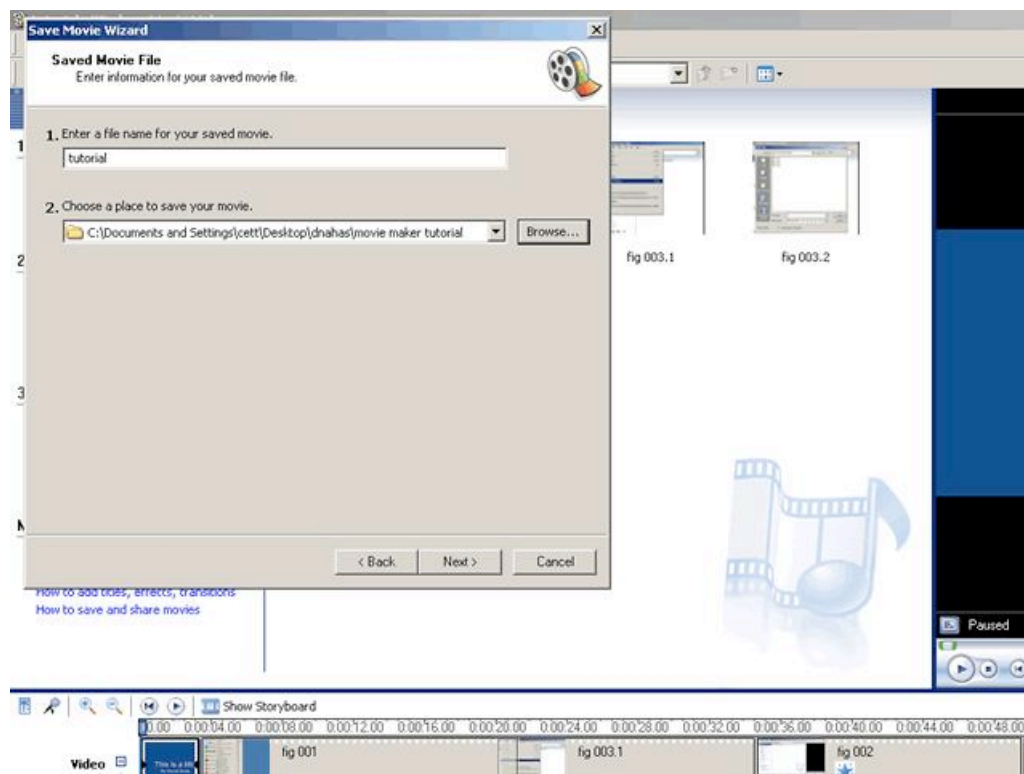 Save Movie Wizard
Saved Movie File
Enter information for your saved movie file.
1. Enter a file name for your saved movie.
tutorial
2. Choose a place to save your movie.
C:\Documents and Settings\cett\Desktop\dnahas\movie maker tutorial
Browse...
< Back Next > Cancel
1
2
3
fig 003.1 fig 003.2
How to add titles, effects, transitions
How to save and share movies
Paused
Show Storyboard
0.00 0:00:04.00 0:00:08.00 0:00:12.00 0:00:16.00 0:00:20.00 0:00:24.00 0:00:28.00 0:00:32.00 0:00:36.00 0:00:40.00 0:00:44.00 0:00:48.00
Video fig 001 fig 003.1 fig 002